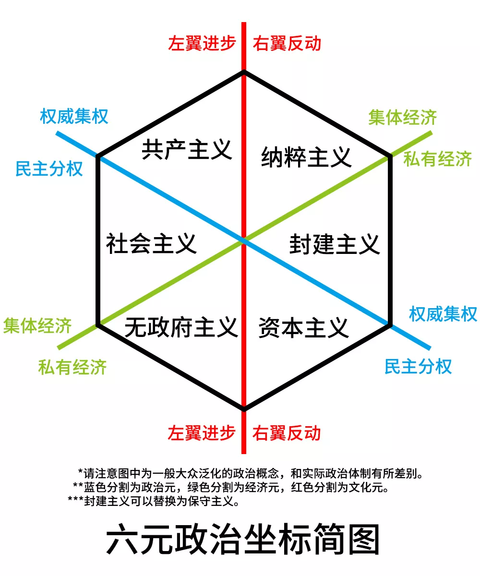 左翼进步 右翼反动
权威集权
集体经济
民主分权
私有经济
共产主义
纳粹主义
社会主义
封建主义
集体经济
无政府主义
资本主义
权威集权
私有经济
民主分权
左翼进步 右翼反动
*请注意图中为一般大众泛化的政治概念，和实际政治体制有所差别。
**蓝色分割为政治元，绿色分割为经济元，红色分割为文化元。
***封建主义可以替换为保守主义。
六元政治坐标简图